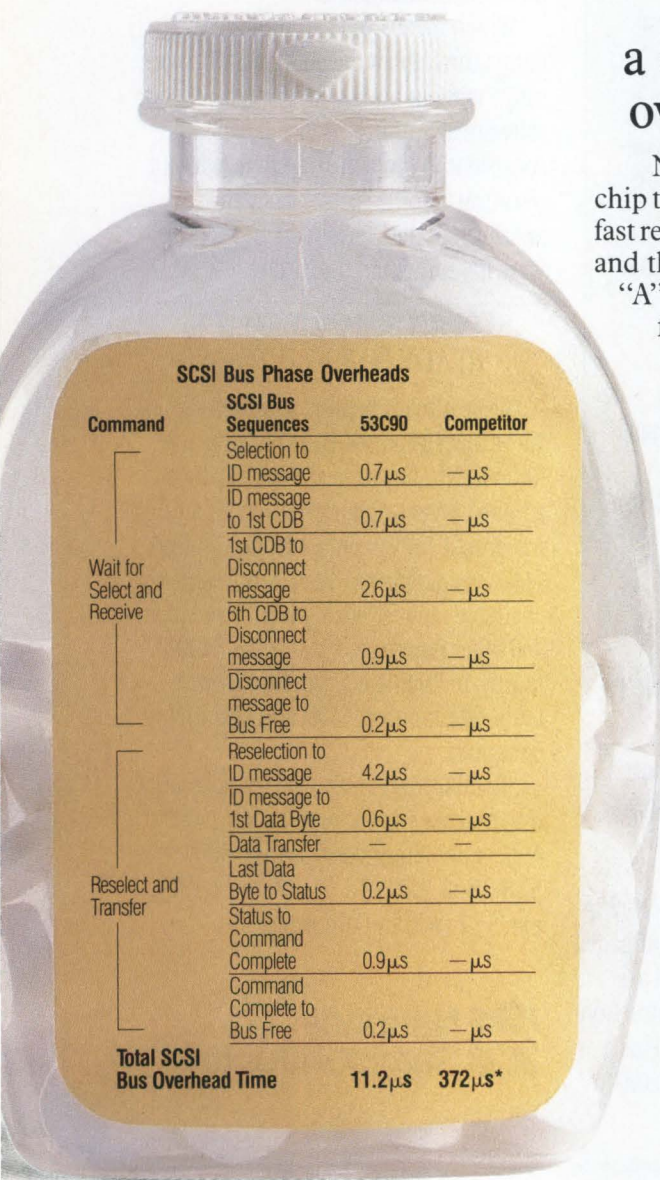 a
chip t
fast re
and th
"A"
SCSI Bus Phase Overheads
Command SCSI Bus Sequences 53C90 Competitor
Wait for
Select and
Receive
Selection to
ID message 0.7µs —µs
ID message
to 1st CDB 0.7µs —µs
1st CDB to
Disconnect
message 2.6µs —µs
6th CDB to
Disconnect
message 0.9µs —µs
Disconnect
message to
Bus Free 0.2µs —µs
Reselect and
Transfer
Reselection to
ID message 4.2µs —µs
ID message to
1st Data Byte 0.6µs —µs
Data Transfer — —
Last Data
Byte to Status 0.2µs —µs
Status to
Command
Complete 0.9µs —µs
Command
Complete to
Bus Free 0.2µs —µs
Total SCSI
Bus Overhead Time 11.2µs 372µs*